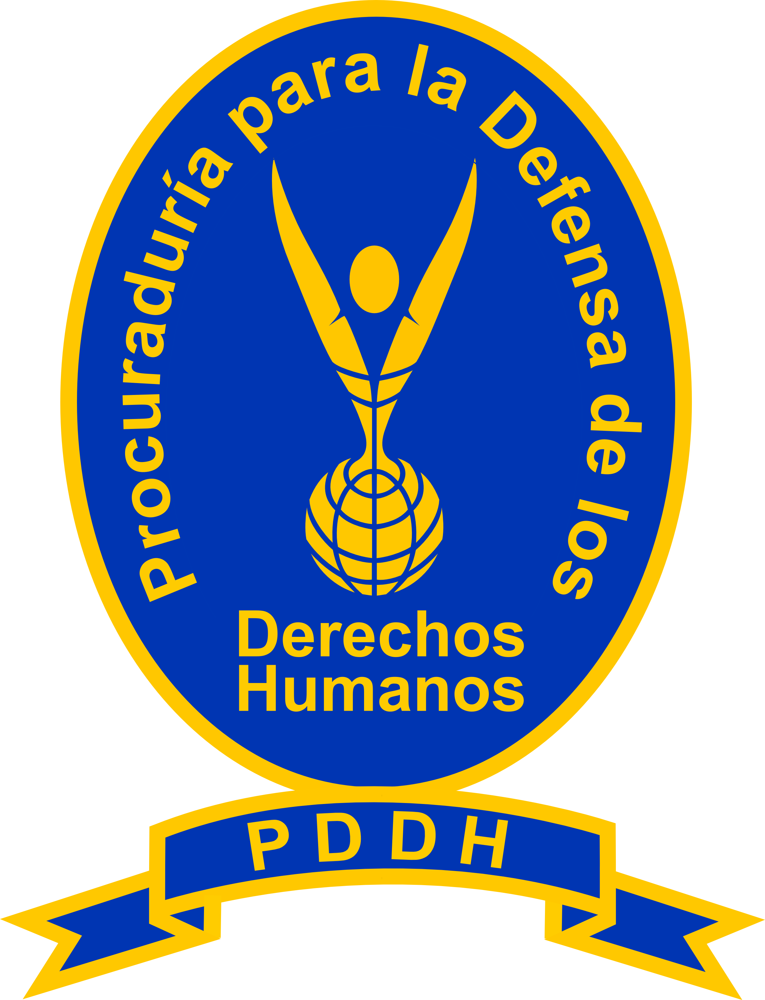 Procuraduría para la Defensa de los
Derechos
Humanos
PDDH